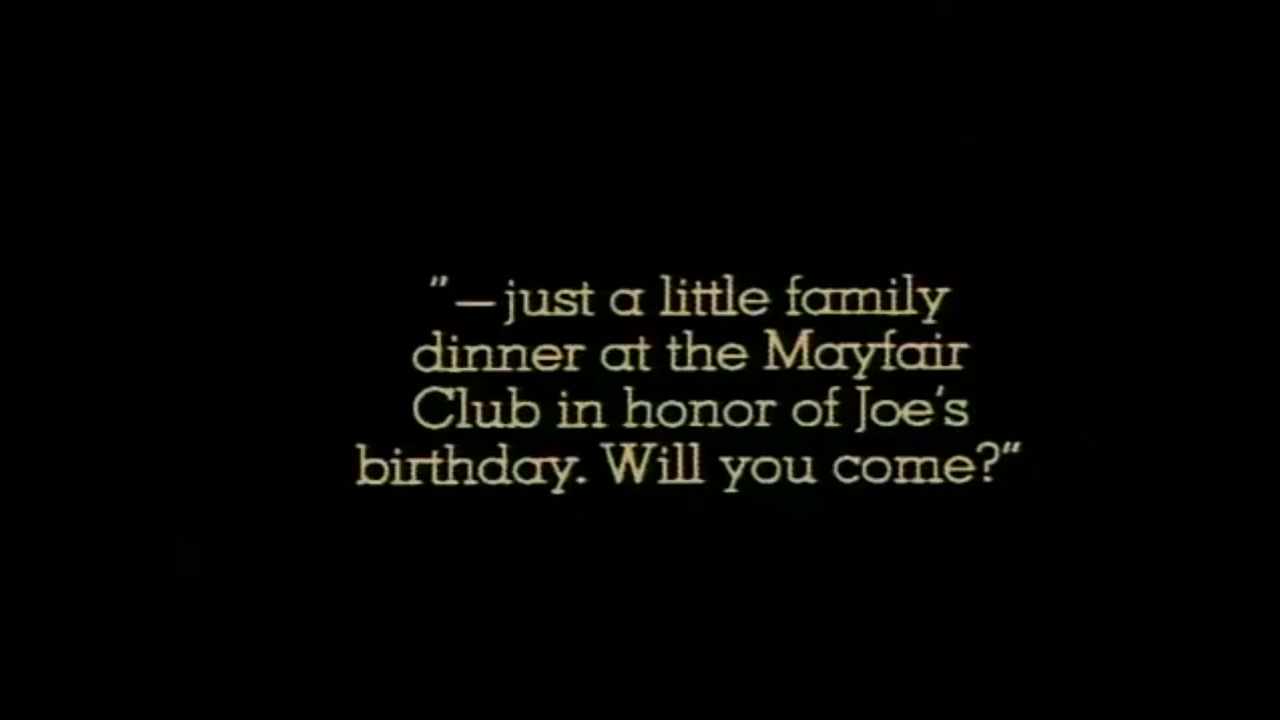 "—just a little family
dinner at the Mayfair
Club in honor of Joe's
birthday. Will you come?"